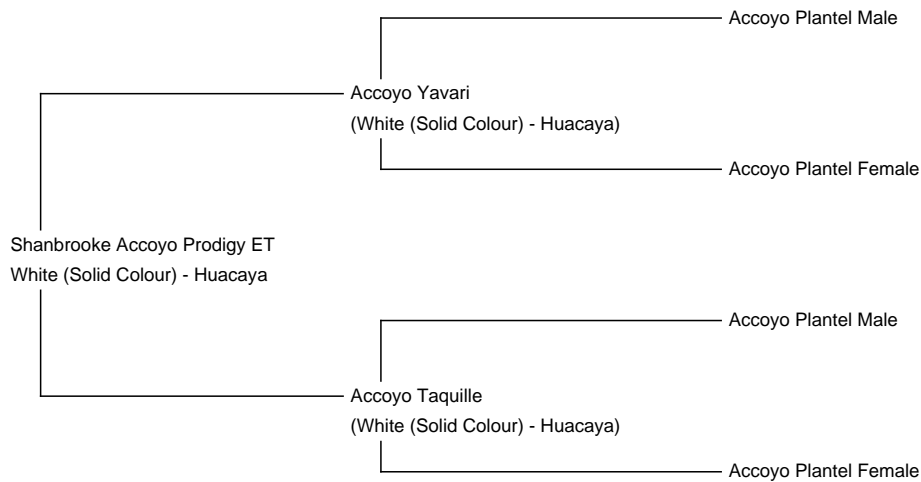 Accoyo Plantel Male
Accoyo Yavari
(White (Solid Colour) - Huacaya)
Accoyo Plantel Female
Shanbrooke Accoyo Prodigy ET
White (Solid Colour) - Huacaya
Accoyo Plantel Male
Accoyo Taquille
(White (Solid Colour) - Huacaya)
Accoyo Plantel Female